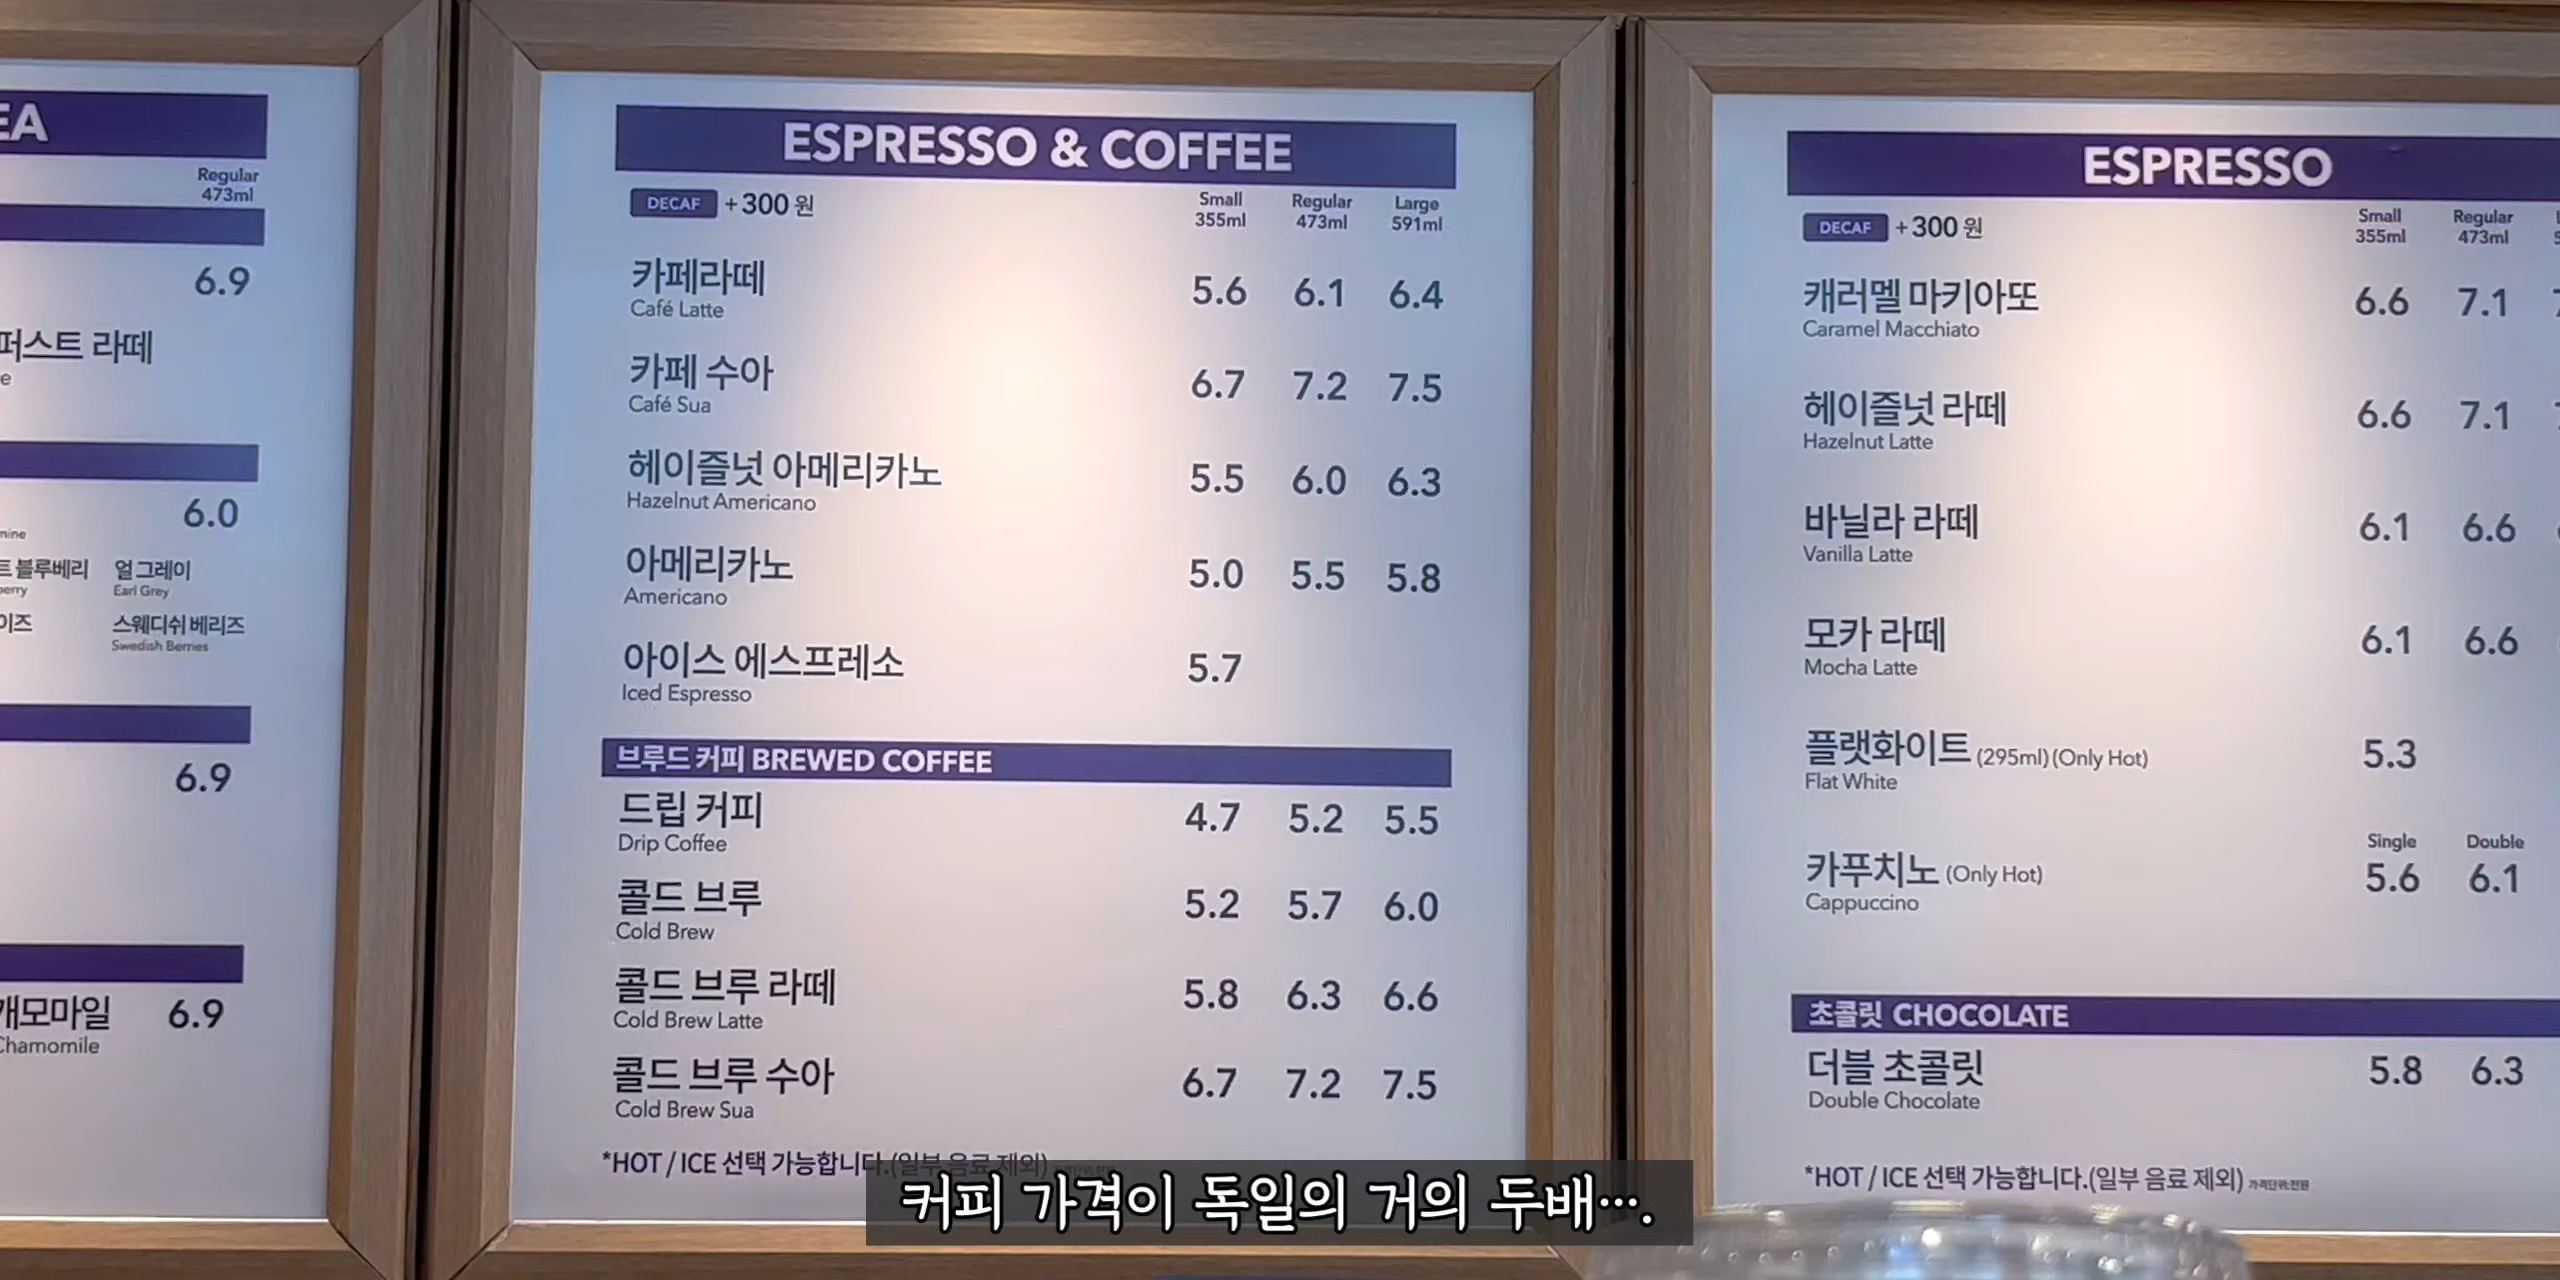 EA
Regular
473ml
6.9
퍼스트 라떼
6.0
트 블루베리 얼그레이
Earl Grey
이즈 스웨디쉬 베리즈
Swedish Berries
6.9
캐모마일 6.9
Chamomile
ESPRESSO & COFFEE
DECAF +300 원
Small Regular Large
355ml 473ml 591ml
카페라떼 5.6 6.1 6.4
Café Latte
카페 수아 6.7 7.2 7.5
Café Sua
헤이즐넛 아메리카노 5.5 6.0 6.3
Hazelnut Americano
아메리카노 5.0 5.5 5.8
Americano
아이스 에스프레소 5.7
Iced Espresso
브루드 커피 BREWED COFFEE
드립 커피 4.7 5.2 5.5
Drip Coffee
콜드 브루 5.2 5.7 6.0
Cold Brew
콜드 브루 라떼 5.8 6.3 6.6
Cold Brew Latte
콜드 브루 수아 6.7 7.2 7.5
Cold Brew Sua
*HOT / ICE 선택 가능합니다.(일부 음료 제외)
ESPRESSO
DECAF +300 원
Small Regular
355ml 473ml
캐러멜 마키아또 6.6 7.1
Caramel Macchiato
헤이즐넛 라떼 6.6 7.1
Hazelnut Latte
바닐라 라떼 6.1 6.6
Vanilla Latte
모카 라떼 6.1 6.6
Mocha Latte
플랫화이트 (295ml)(Only Hot) 5.3
Flat White
Single Double
카푸치노 (Only Hot) 5.6 6.1
Cappuccino
초콜릿 CHOCOLATE
더블 초콜릿 5.8 6.3
Double Chocolate
*HOT / ICE 선택 가능합니다.(일부 음료 제외) 가격단위:천원
커피 가격이 독일의 거의 두배….